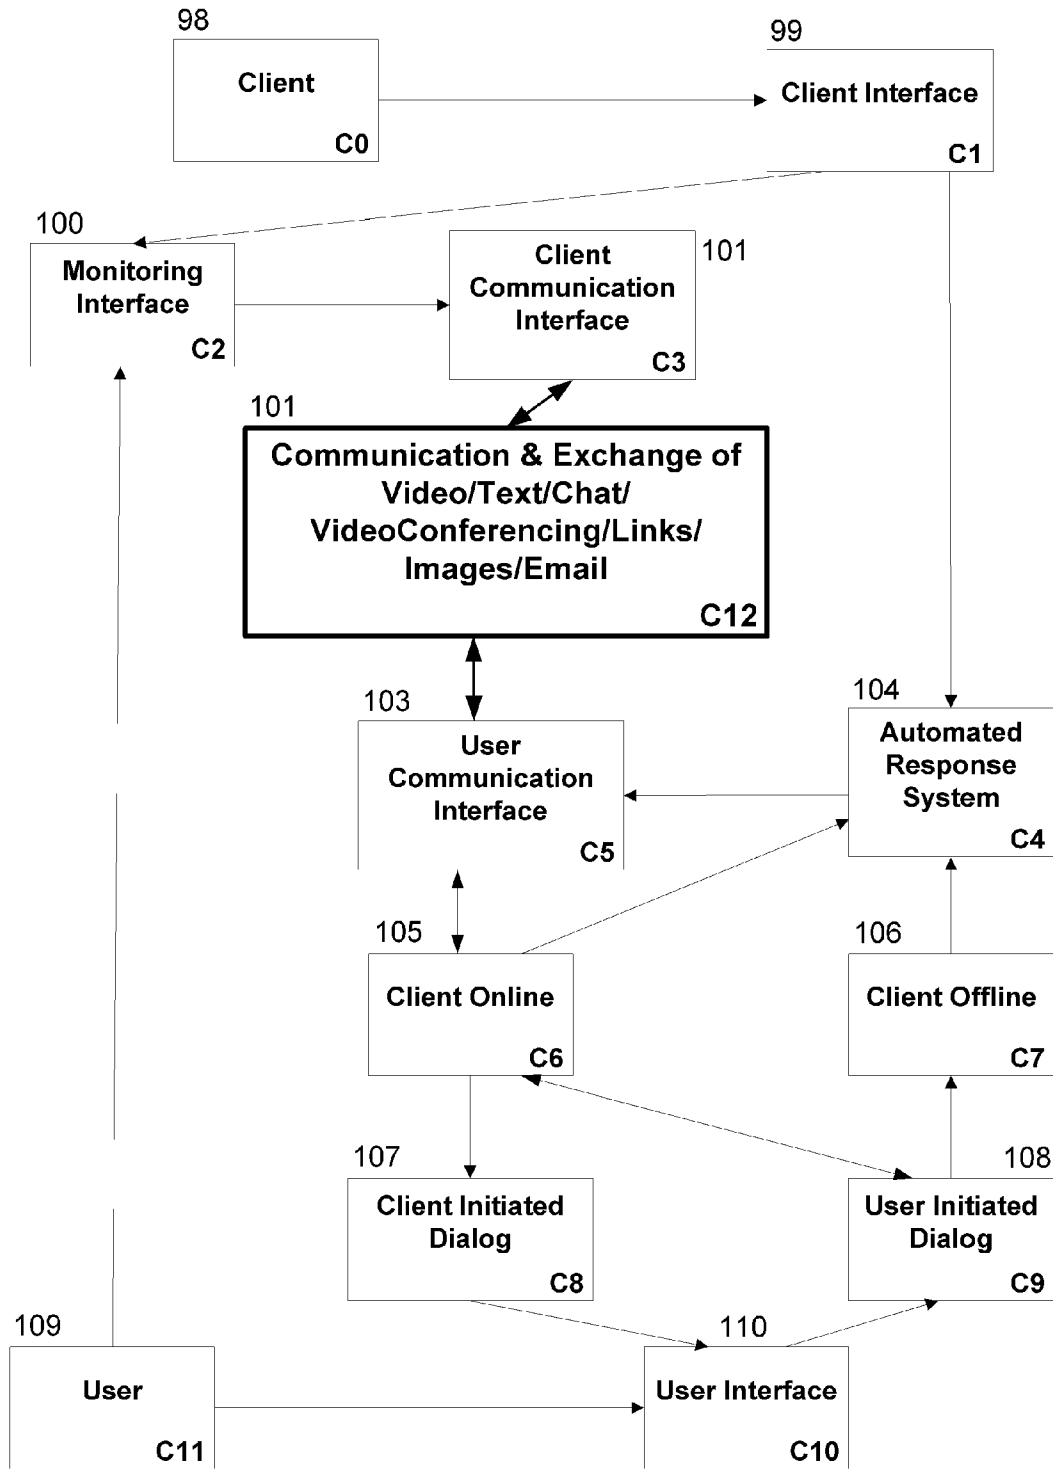 98
Client
C0
99
Client Interface
C1
100
Monitoring
Interface
C2
Client
Communication
Interface
C3
101
101
Communication & Exchange of
Video/Text/Chat/
VideoConferencing/Links/
Images/Email
C12
103
User
Communication
Interface
C5
104
Automated
Response
System
C4
105
Client Online
C6
106
Client Offline
C7
107
Client Initiated
Dialog
C8
108
User Initiated
Dialog
C9
109
User
C11
110
User Interface
C10